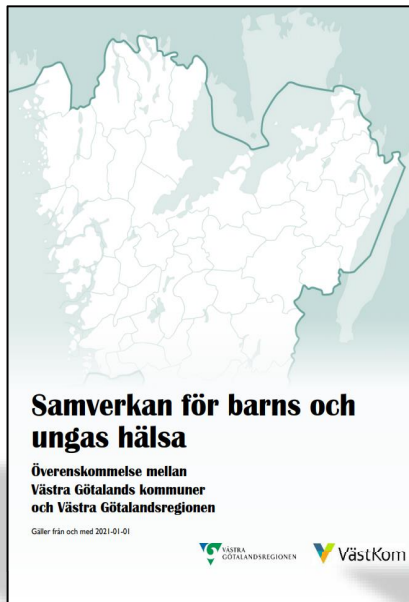 Samverkan för barns och
ungas hälsa
Överenskommelse mellan
Västra Götalands kommuner
och Västra Götalandsregionen
Gäller från och med 2021-01-01
VÄSTRA
GÖTALANDSREGIONEN
VästKom